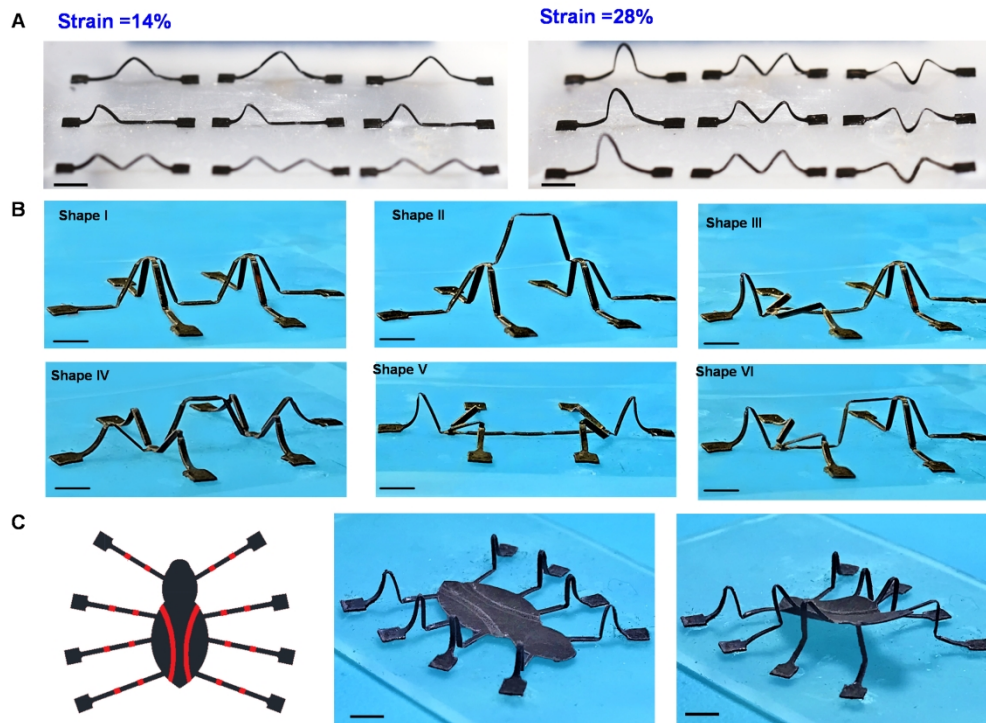 Strain =14%
Strain =28%
A
B
Shape I
Shape II
Shape III
Shape IV
Shape V
Shape VI
C